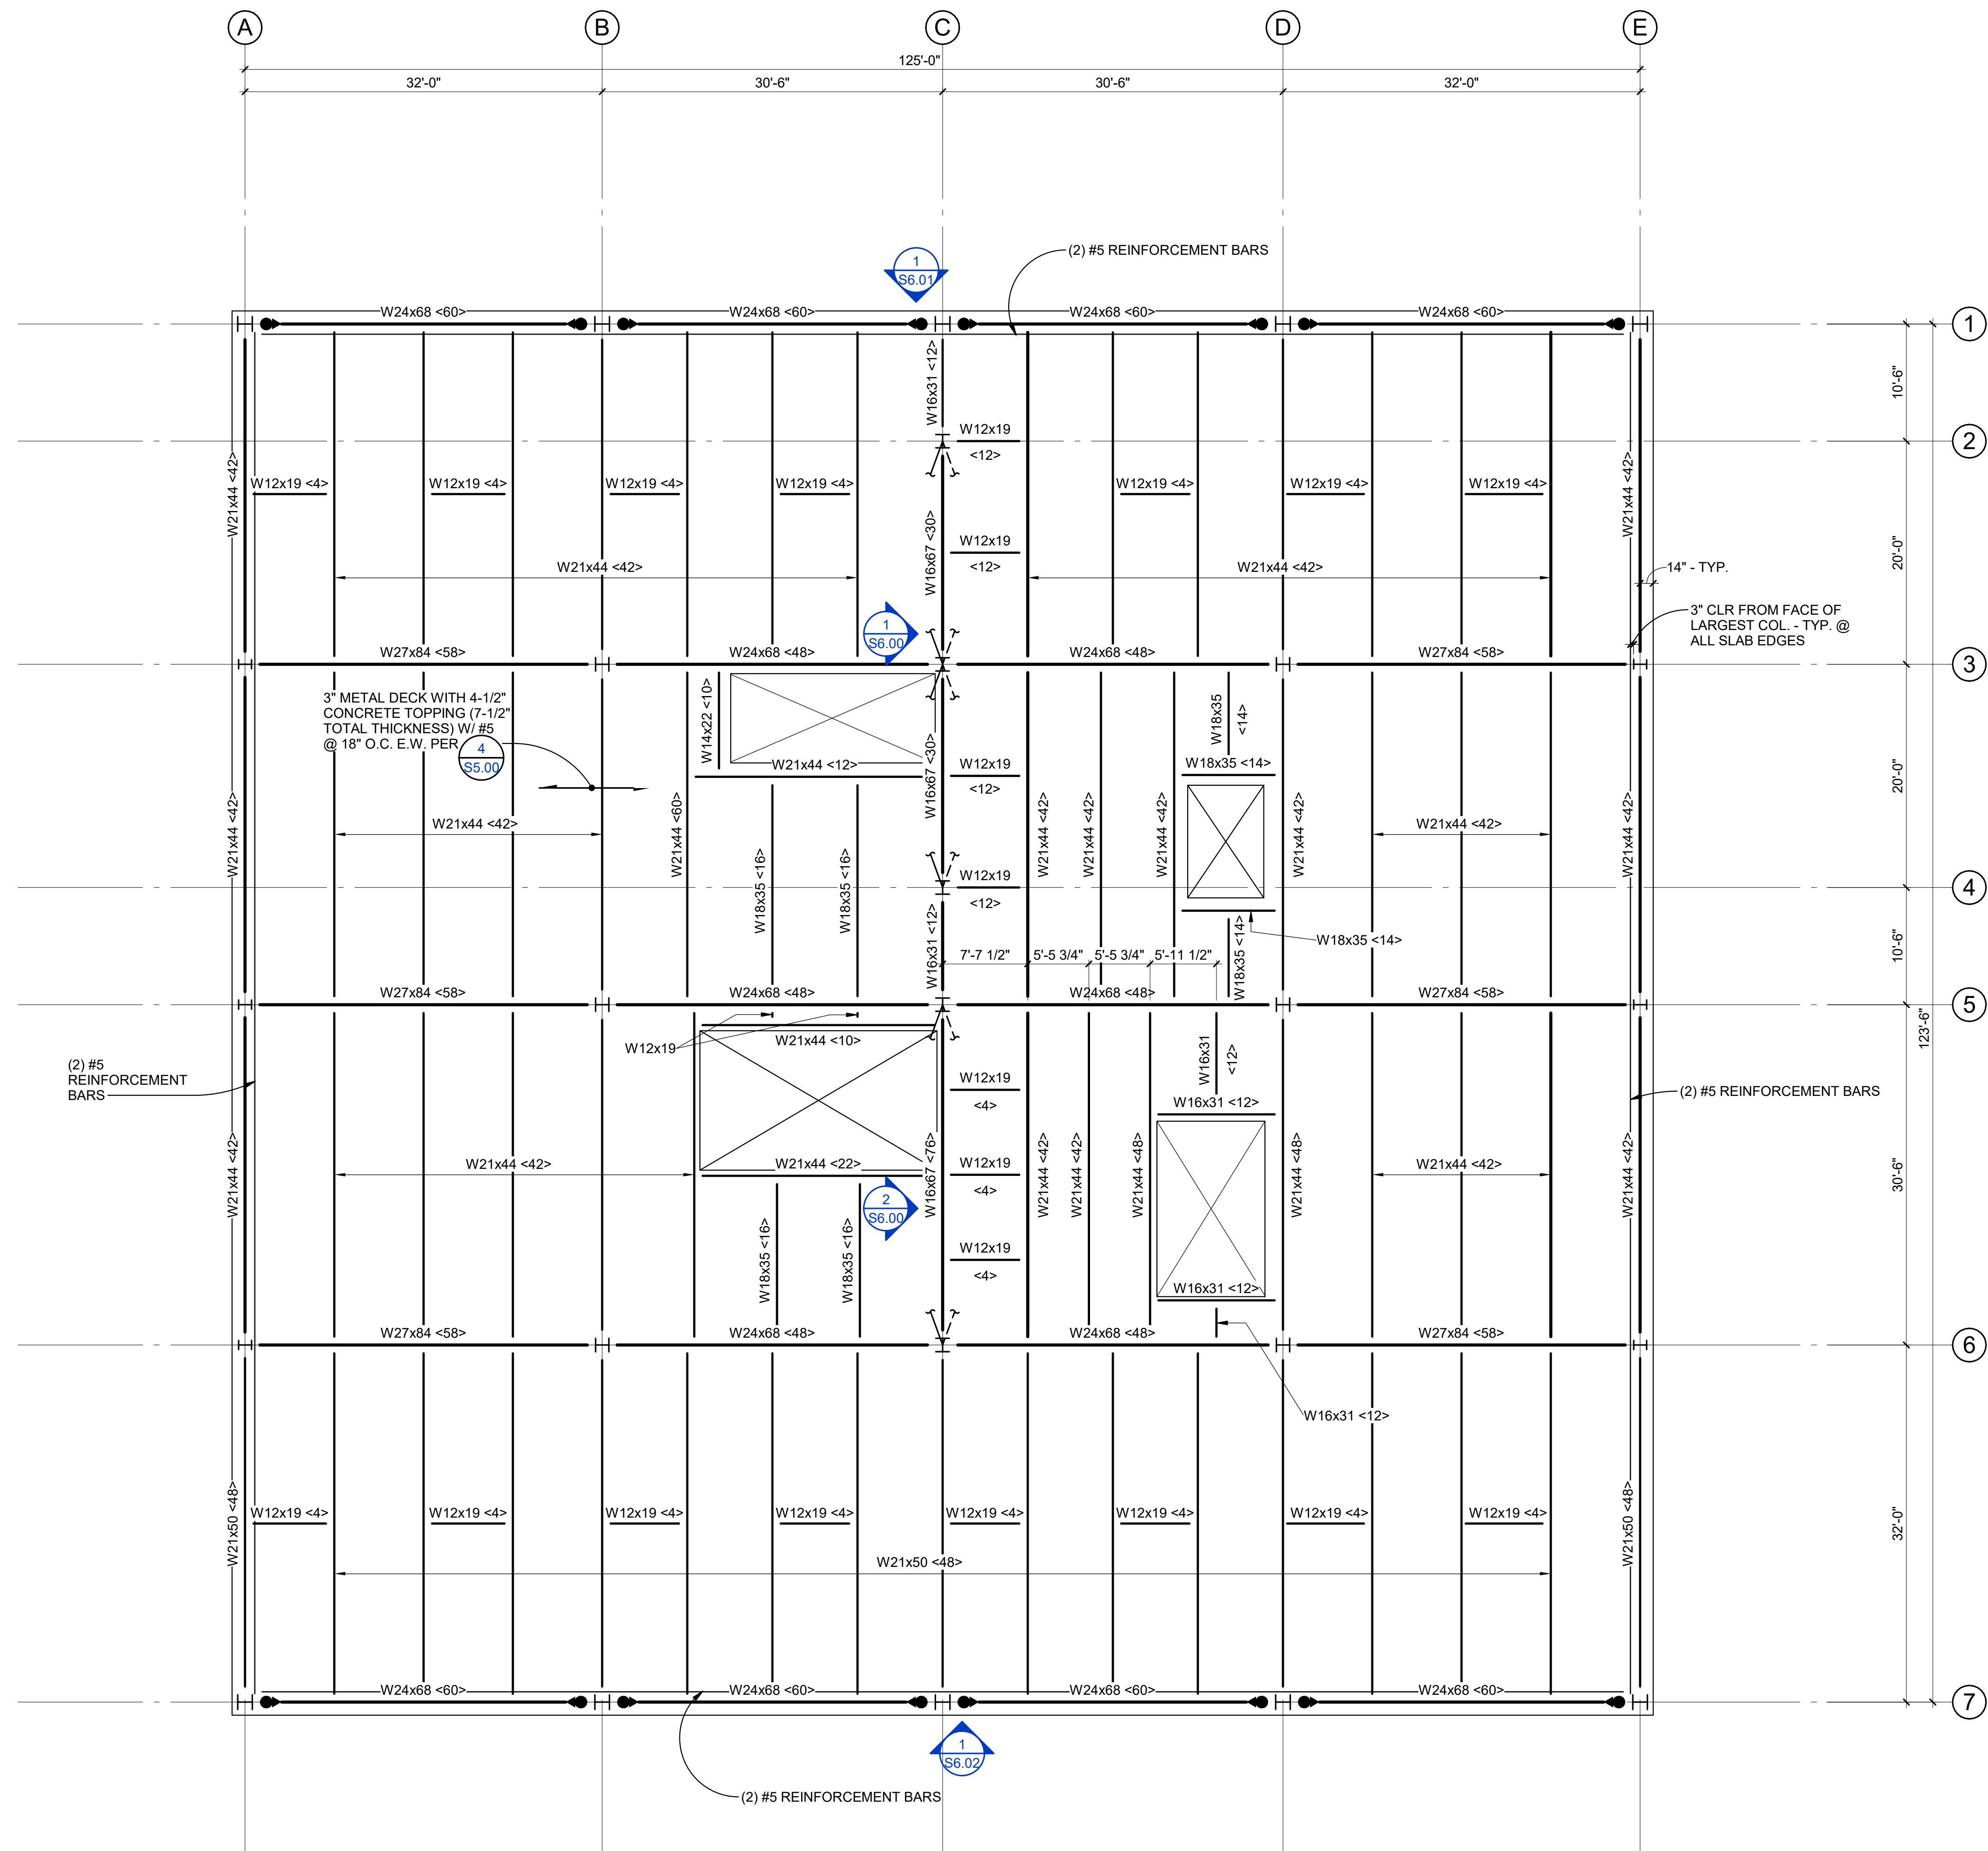 A
B
C
D
E
125'-0"
32'-0"
30'-6"
30'-6"
32'-0"
1
S6.01
(2) #5 REINFORCEMENT BARS
W24x68 <60>
W24x68 <60>
W24x68 <60>
W24x68 <60>
1
10'-6"
W16x31 <12>
W12x19
<12>
2
W21x44 <42>
W12x19 <4>
W12x19 <4>
W12x19 <4>
W12x19 <4>
W12x19 <4>
W12x19 <4>
W12x19 <4>
W21x44 <42>
W16x67 <30>
W12x19
<12>
20'-0"
W21x44 <42>
W21x44 <42>
14" - TYP.
3" CLR FROM FACE OF
LARGEST COL. - TYP. @
ALL SLAB EDGES
1
S6.00
W27x84 <58>
W24x68 <48>
W24x68 <48>
W27x84 <58>
3
3" METAL DECK WITH 4-1/2"
CONCRETE TOPPING (7-1/2"
TOTAL THICKNESS) W/ #5
@ 18" O.C. E.W. PER
4
S5.00
W14x22 <10>
W21x44 <12>
W16x67 <30>
W12x19
<12>
W18x35
<14>
W18x35 <14>
20'-0"
W21x44 <42>
W21x44 <42>
W21x44 <60>
W18x35 <16>
W18x35 <16>
W21x44 <42>
W21x44 <42>
W21x44 <42>
W21x44 <42>
W21x44 <42>
W21x44 <42>
W12x19
<12>
4
W16x31 <12>
W18x35 <14>
W18x35 <14>
7'-7 1/2"
5'-5 3/4"
5'-5 3/4"
5'-11 1/2"
10'-6"
W27x84 <58>
W24x68 <48>
W24x68 <48>
W27x84 <58>
5
123'-6"
W12x19
W21x44 <10>
W16x31
<12>
(2) #5
REINFORCEMENT
BARS
W12x19
<4>
W16x31 <12>
(2) #5 REINFORCEMENT BARS
W21x44 <42>
W21x44 <42>
W21x44 <22>
W16x67 <76>
W12x19
<4>
W21x44 <42>
W21x44 <42>
W21x44 <48>
W21x44 <48>
W21x44 <42>
W21x44 <42>
30'-6"
2
S6.00
W18x35 <16>
W18x35 <16>
W12x19
<4>
W16x31 <12>
W27x84 <58>
W24x68 <48>
W24x68 <48>
W27x84 <58>
6
W16x31 <12>
W21x50 <48>
W12x19 <4>
W12x19 <4>
W12x19 <4>
W12x19 <4>
W12x19 <4>
W12x19 <4>
W12x19 <4>
W12x19 <4>
W21x50 <48>
32'-0"
W21x50 <48>
W24x68 <60>
W24x68 <60>
W24x68 <60>
W24x68 <60>
7
1
S6.02
(2) #5 REINFORCEMENT BARS